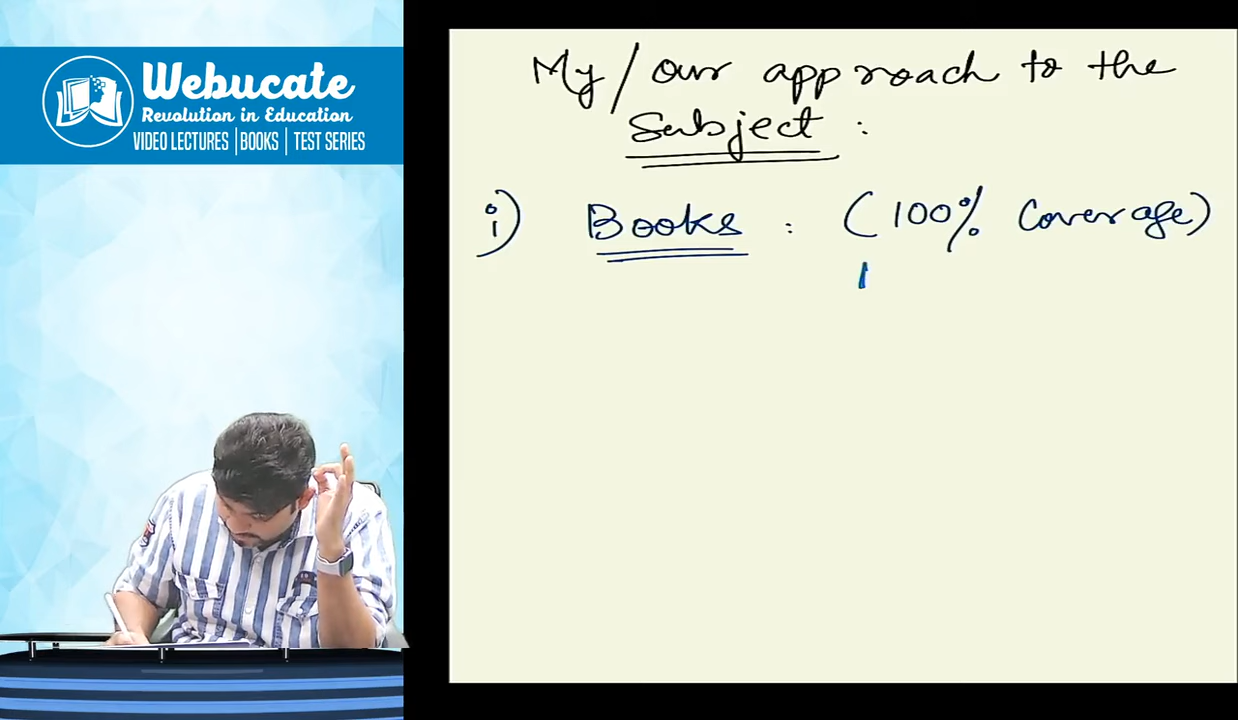 Webucate
Revolution in Education
VIDEO LECTURES | BOOKS | TEST SERIES
My/our approach to the
Subject :
i) Books : (100% Coverage)